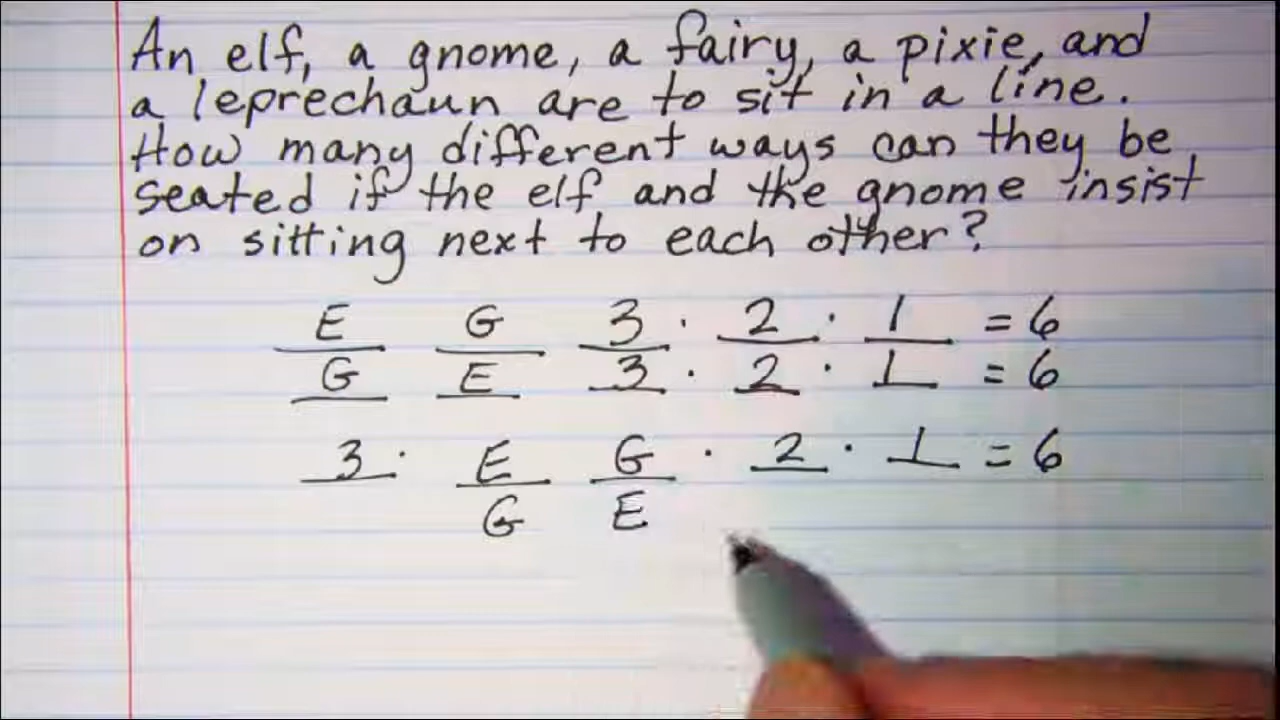 An elf, a gnome, a fairy, a pixie, and
a leprechaun are to sit in a line.
How many different ways can they be
seated if the elf and the gnome insist
on sitting next to each other?
E G 3 · 2 · 1 = 6
G E 3 · 2 · 1 = 6
3 · E G · 2 · 1 = 6
G E